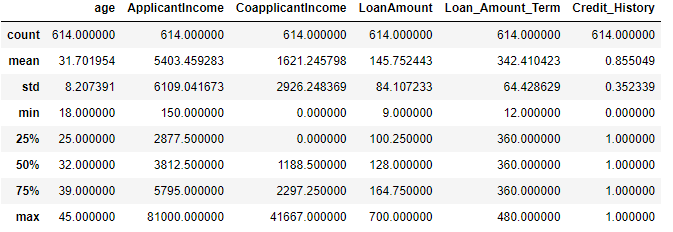 age ApplicantIncome CoapplicantIncome LoanAmount Loan_Amount_Term Credit_History
count 614.000000 614.000000 614.000000 614.000000 614.000000 614.000000
mean 31.701954 5403.459283 1621.245798 145.752443 342.410423 0.855049
std 8.207391 6109.041673 2926.248369 84.107233 64.428629 0.352339
min 18.000000 150.000000 0.000000 9.000000 12.000000 0.000000
25% 25.000000 2877.500000 0.000000 100.250000 360.000000 1.000000
50% 32.000000 3812.500000 1188.500000 128.000000 360.000000 1.000000
75% 39.000000 5795.000000 2297.250000 164.750000 360.000000 1.000000
max 45.000000 81000.000000 41667.000000 700.000000 480.000000 1.000000